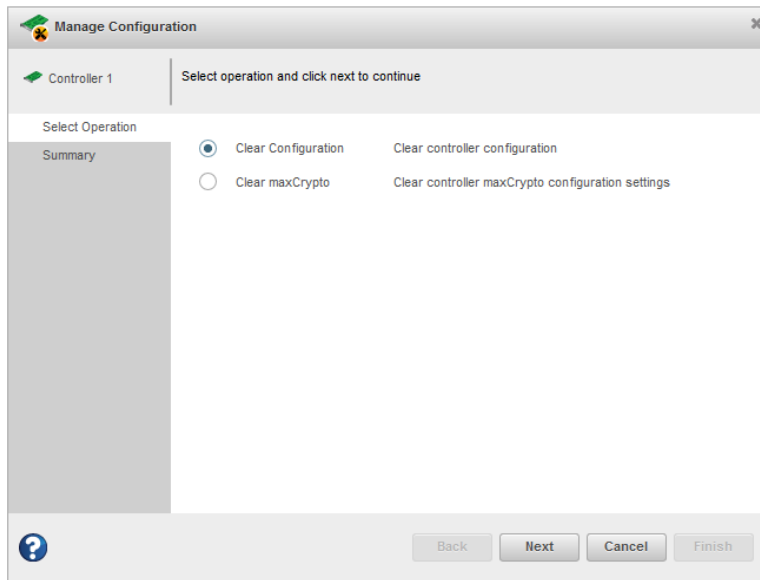 Manage Configuration
Controller 1
Select operation and click next to continue
Select Operation
Summary
Clear Configuration Clear controller configuration
Clear maxCrypto Clear controller maxCrypto configuration settings
? Back Next Cancel Finish